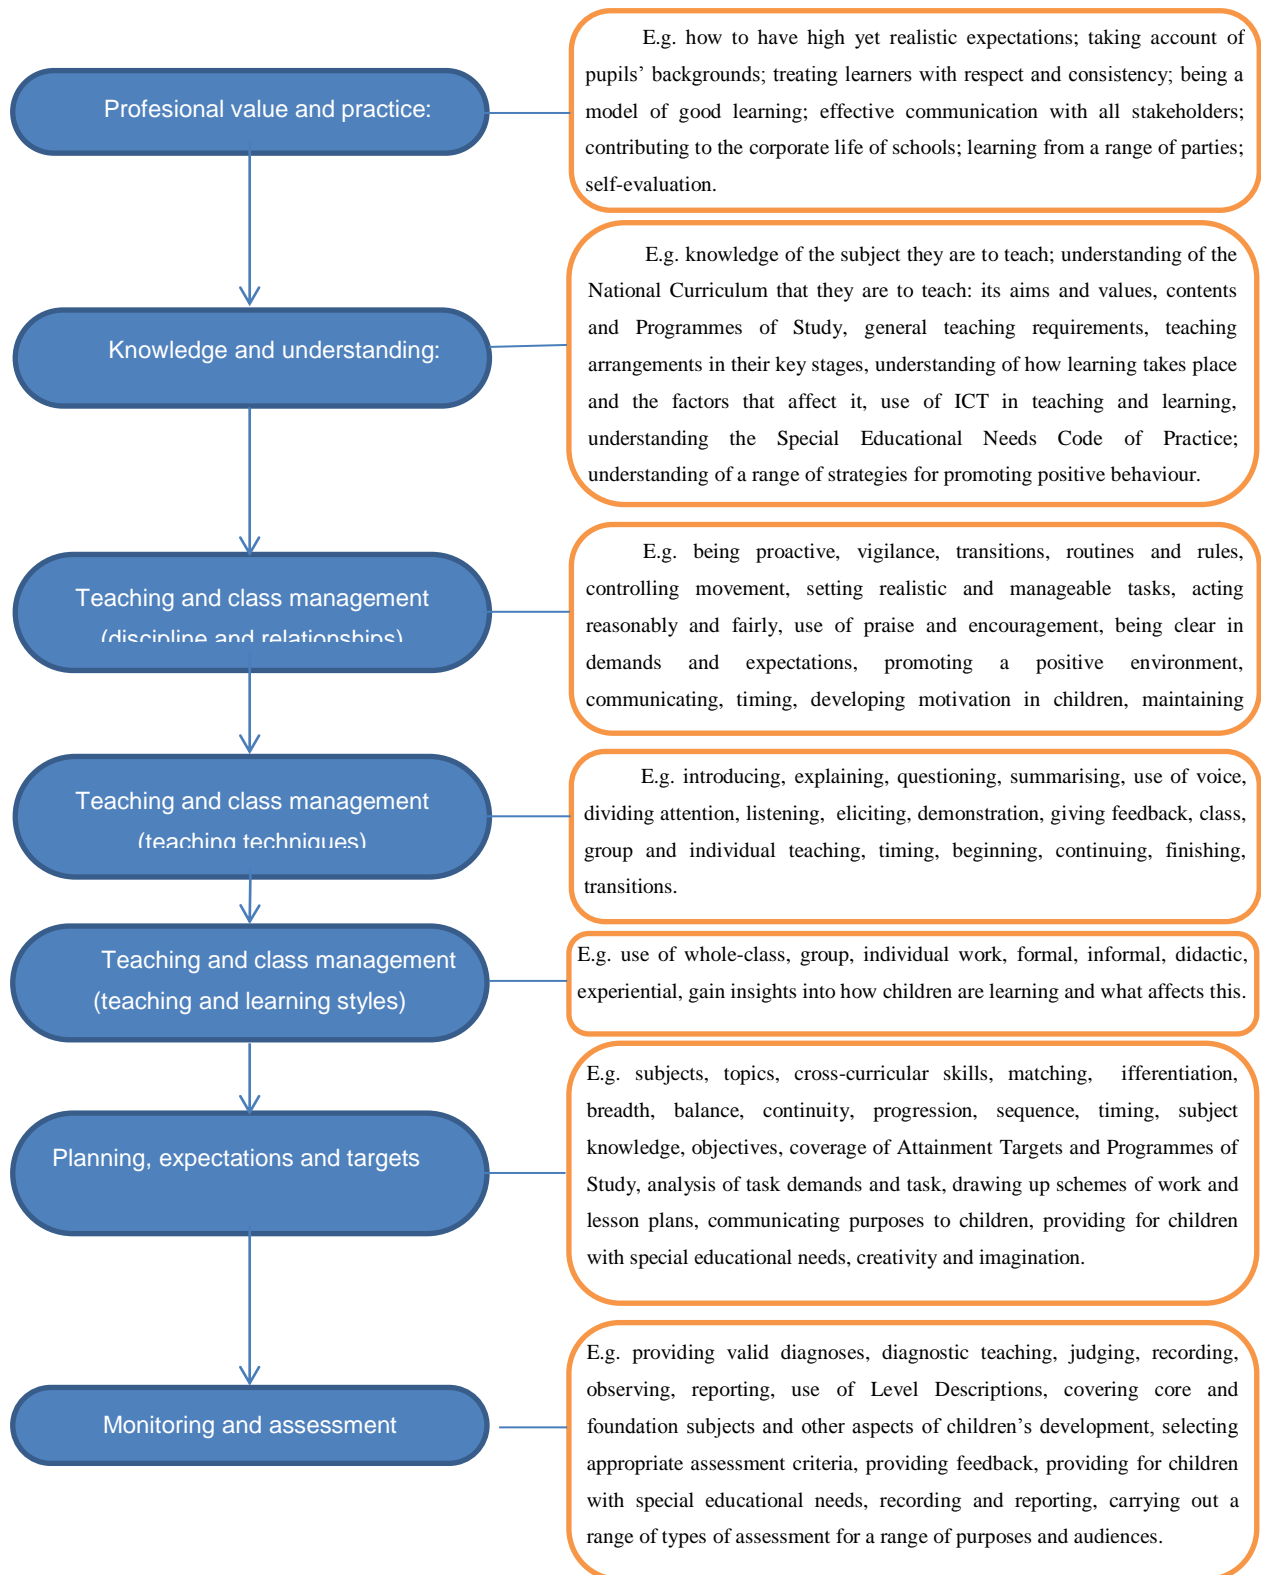 Profesional value and practice:
E.g. how to have high yet realistic expectations; taking account of
pupils’ backgrounds; treating learners with respect and consistency; being a
model of good learning; effective communication with all stakeholders;
contributing to the corporate life of schools; learning from a range of parties;
self-evaluation.
Knowledge and understanding:
E.g. knowledge of the subject they are to teach; understanding of the
National Curriculum that they are to teach: its aims and values, contents
and Programmes of Study, general teaching requirements, teaching
arrangements in their key stages, understanding of how learning takes place
and the factors that affect it, use of ICT in teaching and learning,
understanding the Special Educational Needs Code of Practice;
understanding of a range of strategies for promoting positive behaviour.
Teaching and class management
(discipline and relationships)
E.g. being proactive, vigilance, transitions, routines and rules,
controlling movement, setting realistic and manageable tasks, acting
reasonably and fairly, use of praise and encouragement, being clear in
demands and expectations, promoting a positive environment,
communicating, timing, developing motivation in children, maintaining
Teaching and class management
(teaching techniques)
E.g. introducing, explaining, questioning, summarising, use of voice,
dividing attention, listening, eliciting, demonstration, giving feedback, class,
group and individual teaching, timing, beginning, continuing, finishing,
transitions.
Teaching and class management
(teaching and learning styles)
E.g. use of whole-class, group, individual work, formal, informal, didactic,
experiential, gain insights into how children are learning and what affects this.
Planning, expectations and targets
E.g. subjects, topics, cross-curricular skills, matching, ifferentiation,
breadth, balance, continuity, progression, sequence, timing, subject
knowledge, objectives, coverage of Attainment Targets and Programmes of
Study, analysis of task demands and task, drawing up schemes of work and
lesson plans, communicating purposes to children, providing for children
with special educational needs, creativity and imagination.
Monitoring and assessment
E.g. providing valid diagnoses, diagnostic teaching, judging, recording,
observing, reporting, use of Level Descriptions, covering core and
foundation subjects and other aspects of children’s development, selecting
appropriate assessment criteria, providing feedback, providing for children
with special educational needs, recording and reporting, carrying out a
range of types of assessment for a range of purposes and audiences.